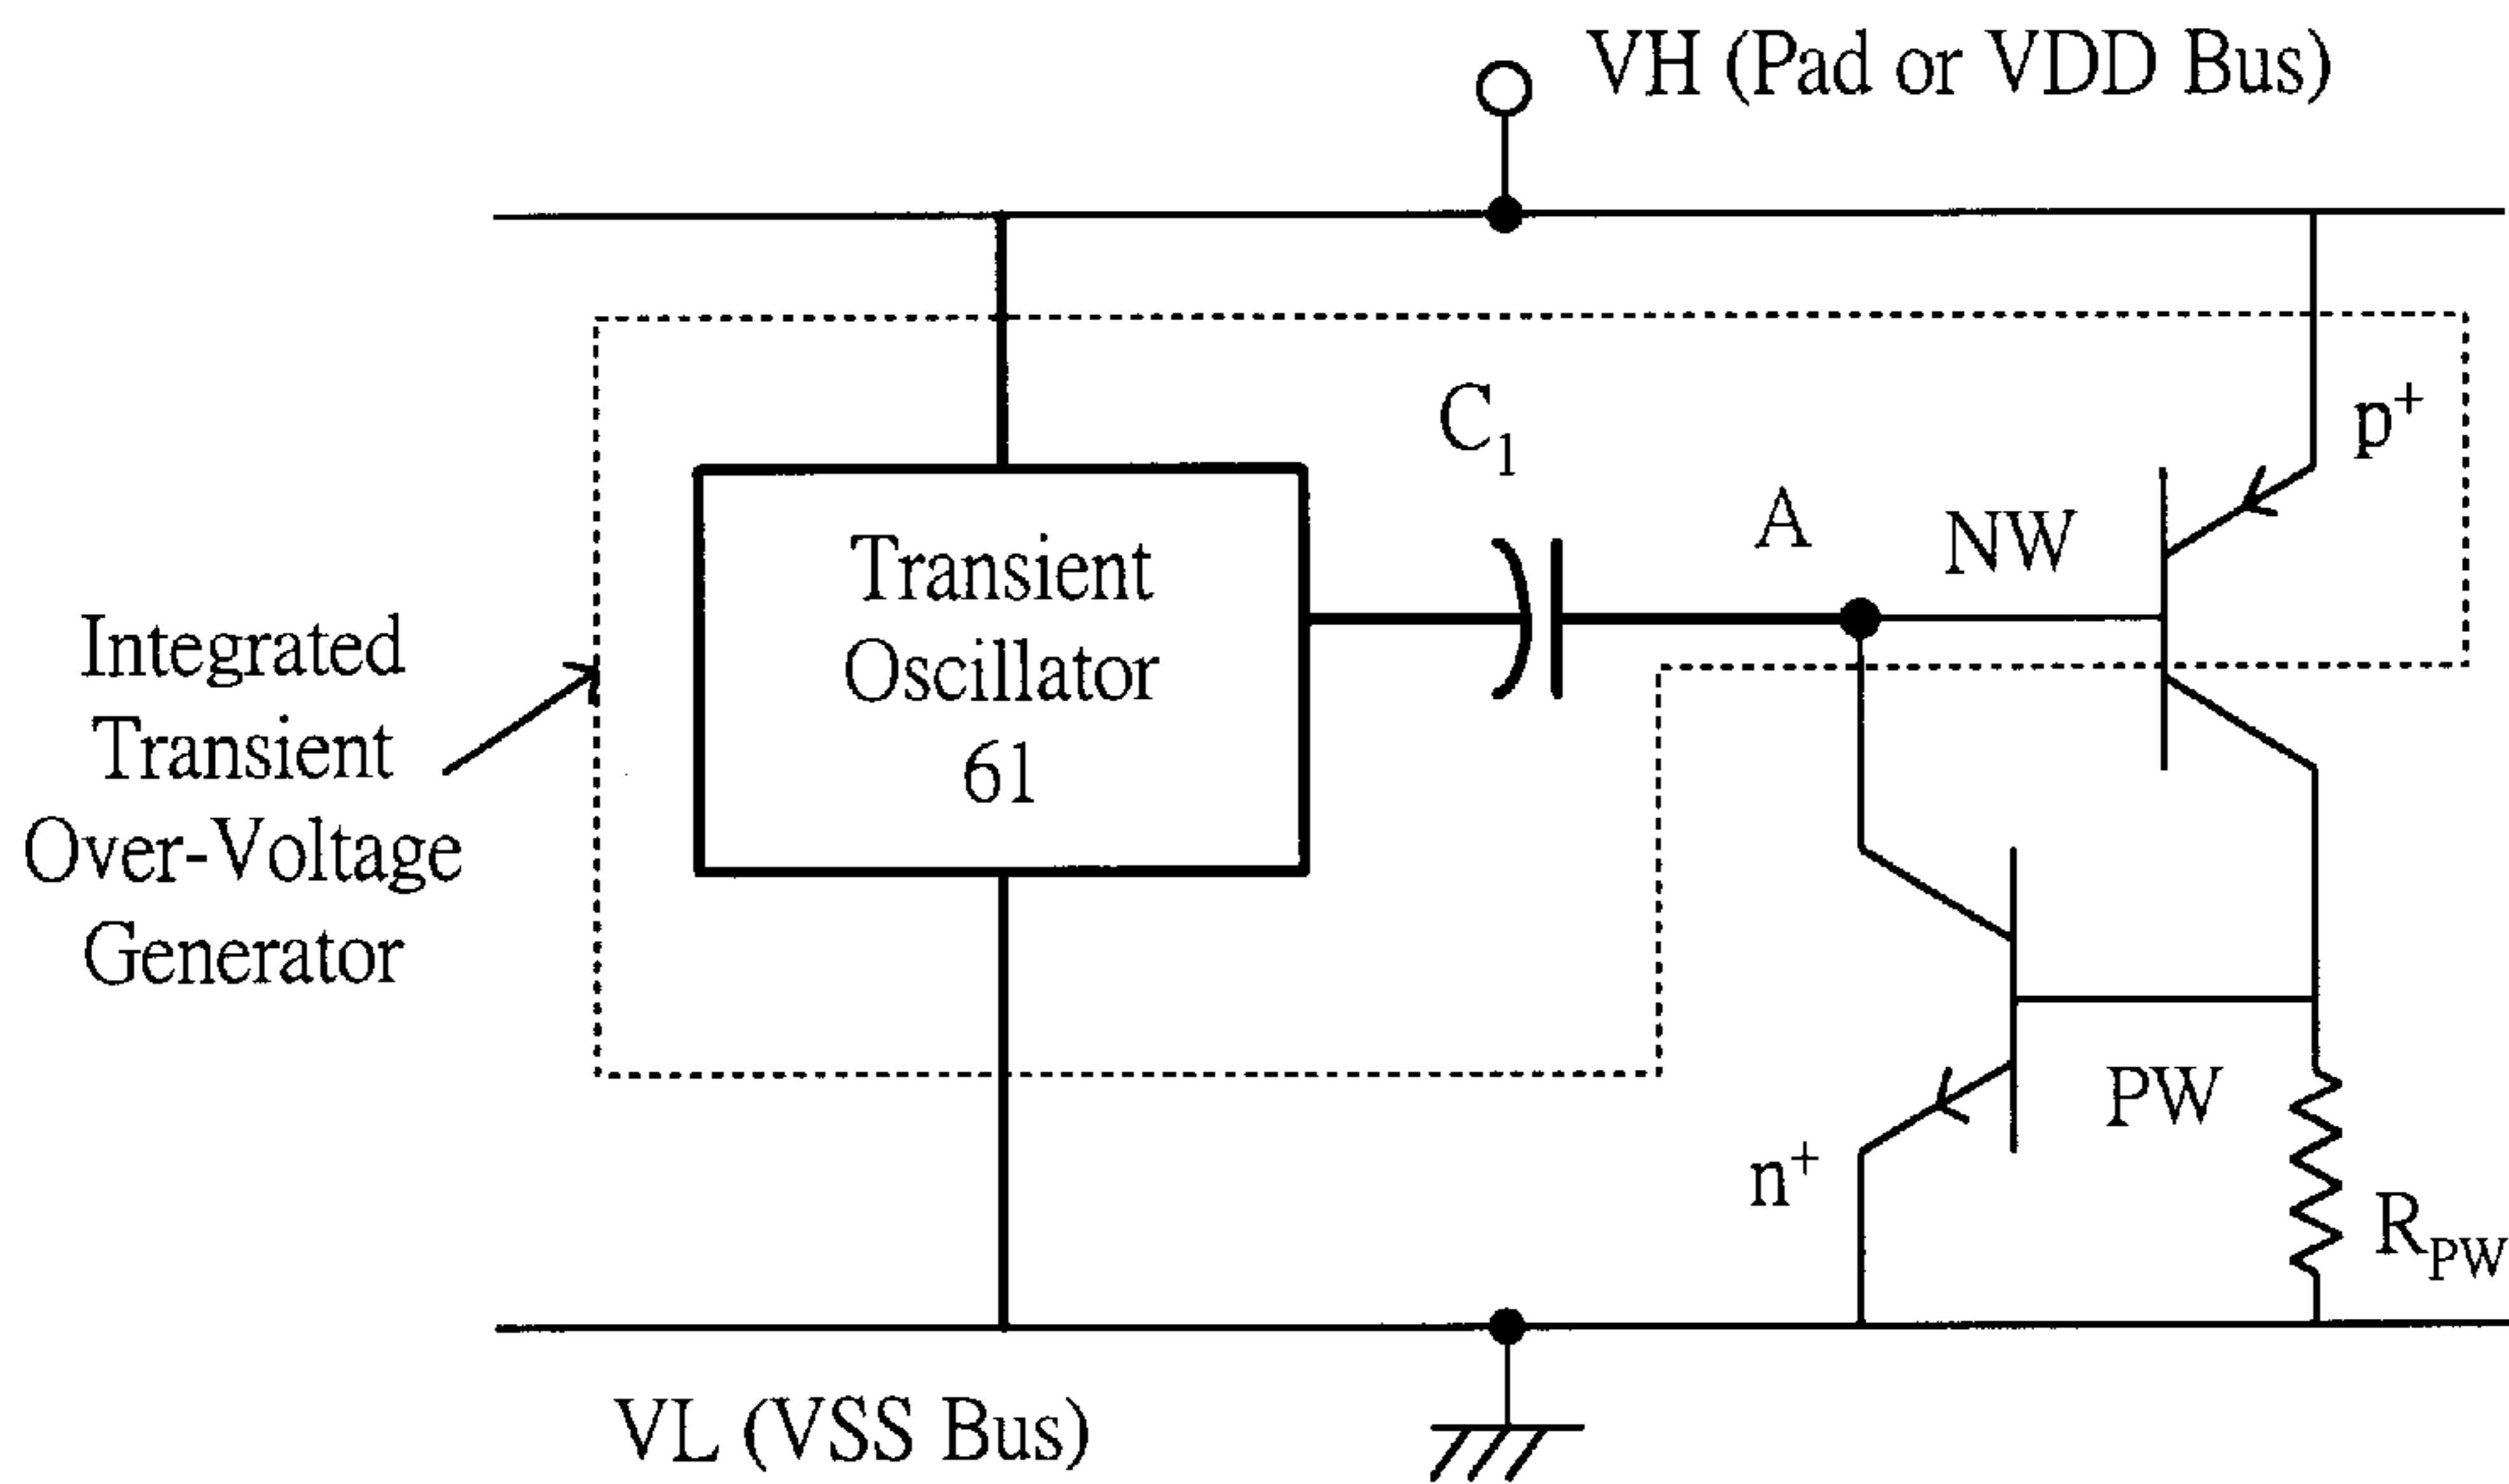 VH (Pad or VDD Bus)
C1
p+
A
NW
Transient
Oscillator
61
Integrated
Transient
Over-Voltage
Generator
PW
n+
RPW
VL (VSS Bus)